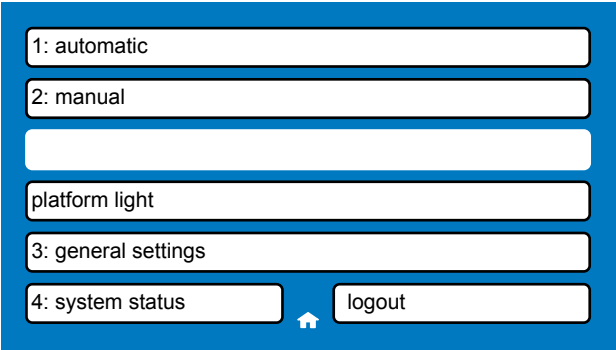 1: automatic
2: manual
platform light
3: general settings
4: system status
logout